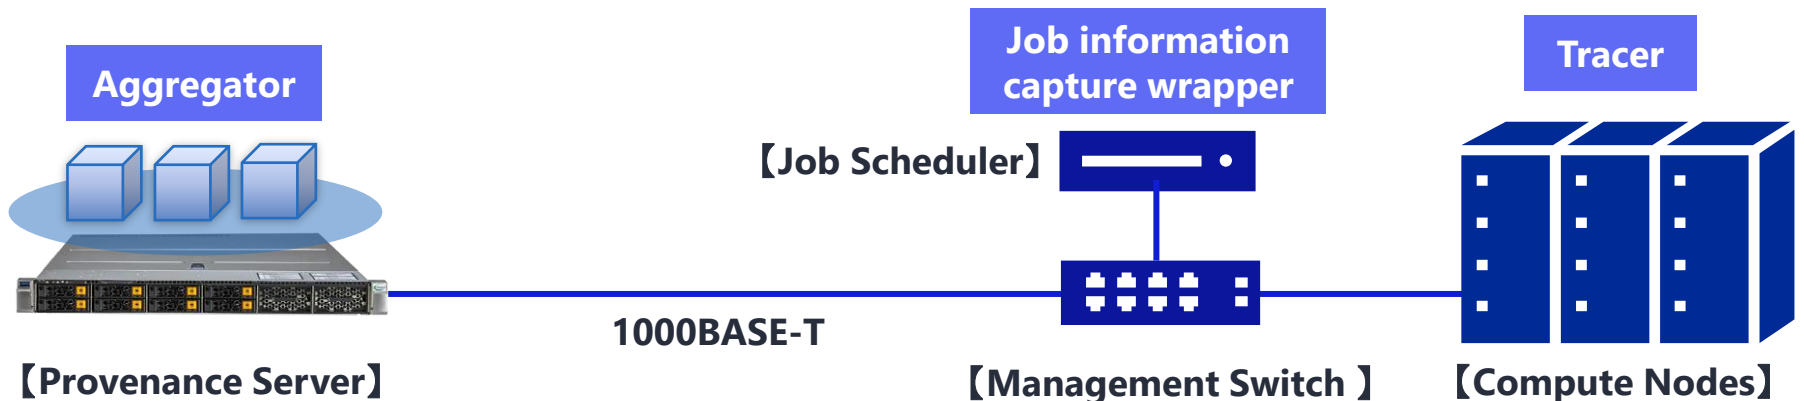 Aggregator
Job information
capture wrapper
Tracer
【Job Scheduler】
1000BASE-T
【Provenance Server】
【Management Switch 】
【Compute Nodes】